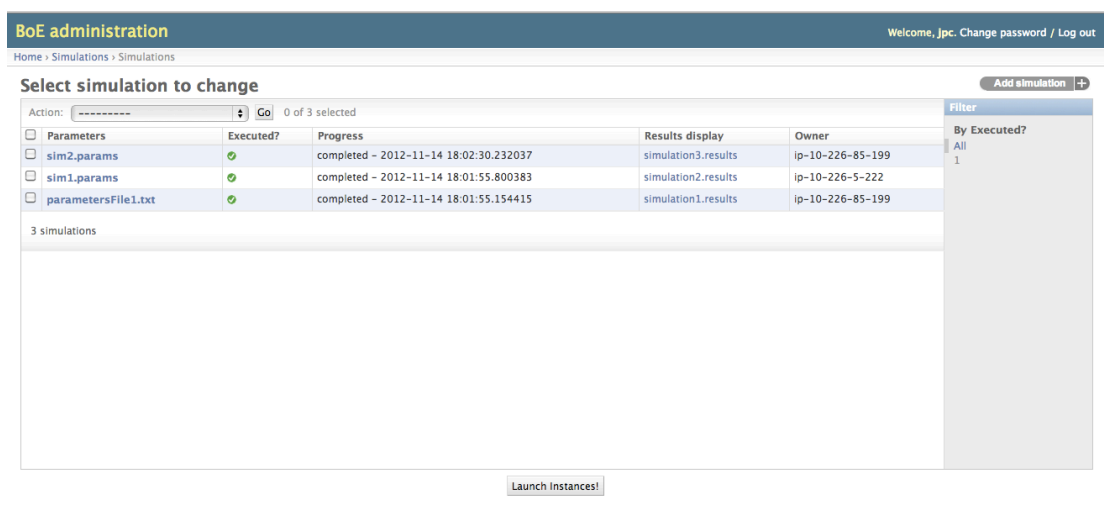 BoE administration
Welcome, jpc. Change password / Log out
Home › Simulations › Simulations
Select simulation to change
Add simulation +
Action: --------- Go 0 of 3 selected
Filter
Parameters Executed? Progress Results display Owner
By Executed?
All
1
sim2.params completed - 2012-11-14 18:02:30.232037 simulation3.results ip-10-226-85-199
sim1.params completed - 2012-11-14 18:01:55.800383 simulation2.results ip-10-226-5-222
parametersFile1.txt completed - 2012-11-14 18:01:55.154415 simulation1.results ip-10-226-85-199
3 simulations
Launch Instances!